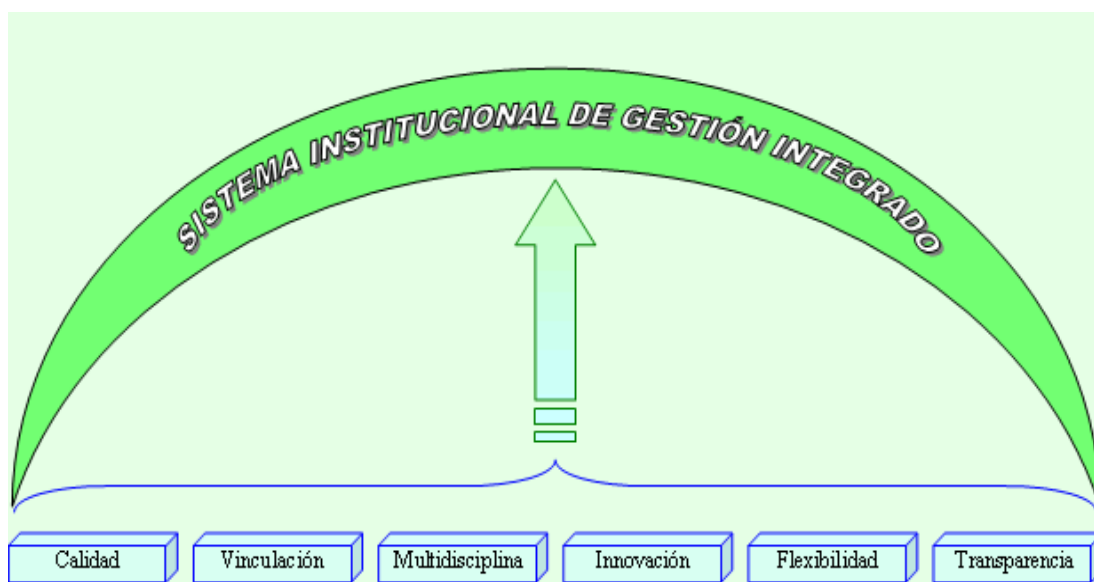 SISTEMA INSTITUCIONAL DE GESTIÓN INTEGRADO
Calidad
Vinculación
Multidisciplina
Innovación
Flexibilidad
Transparencia